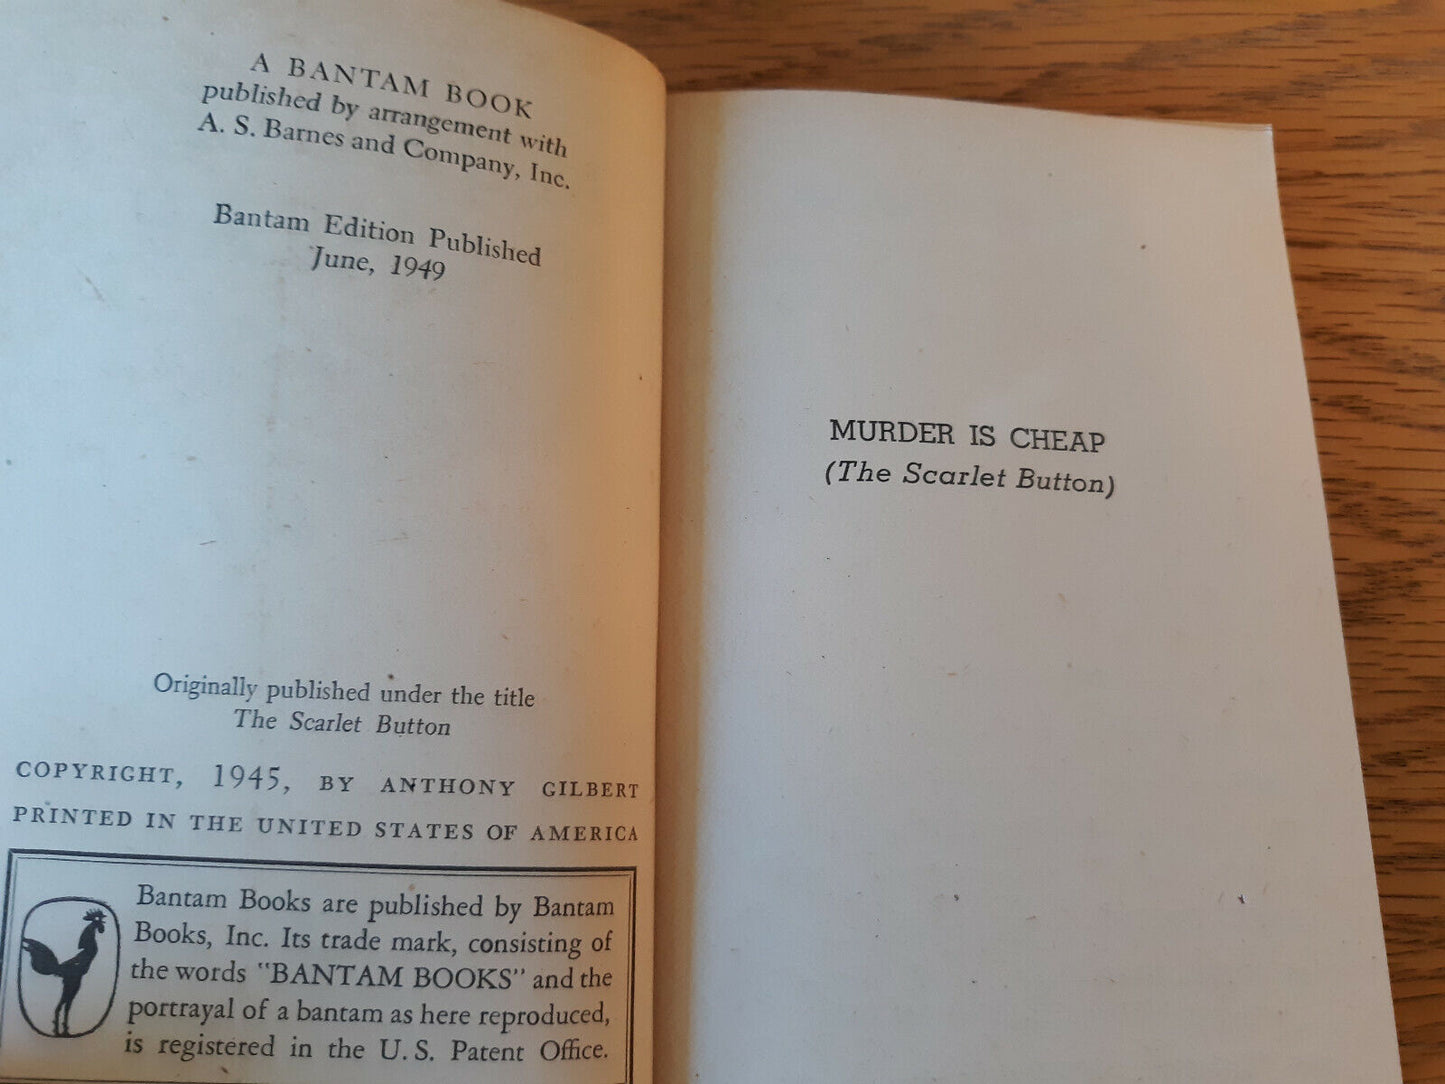 A BANTAM BOOK
published by arrangement with
A. S. Barnes and Company, Inc.
Bantam Edition Published
June, 1949
Originally published under the title
The Scarlet Button
COPYRIGHT, 1945, BY ANTHONY GILBERT
PRINTED IN THE UNITED STATES OF AMERICA
Bantam Books are published by Bantam
Books, Inc. Its trade mark, consisting of
the words "BANTAM BOOKS" and the
portrayal of a bantam as here reproduced,
is registered in the U. S. Patent Office.
MURDER IS CHEAP
(The Scarlet Button)